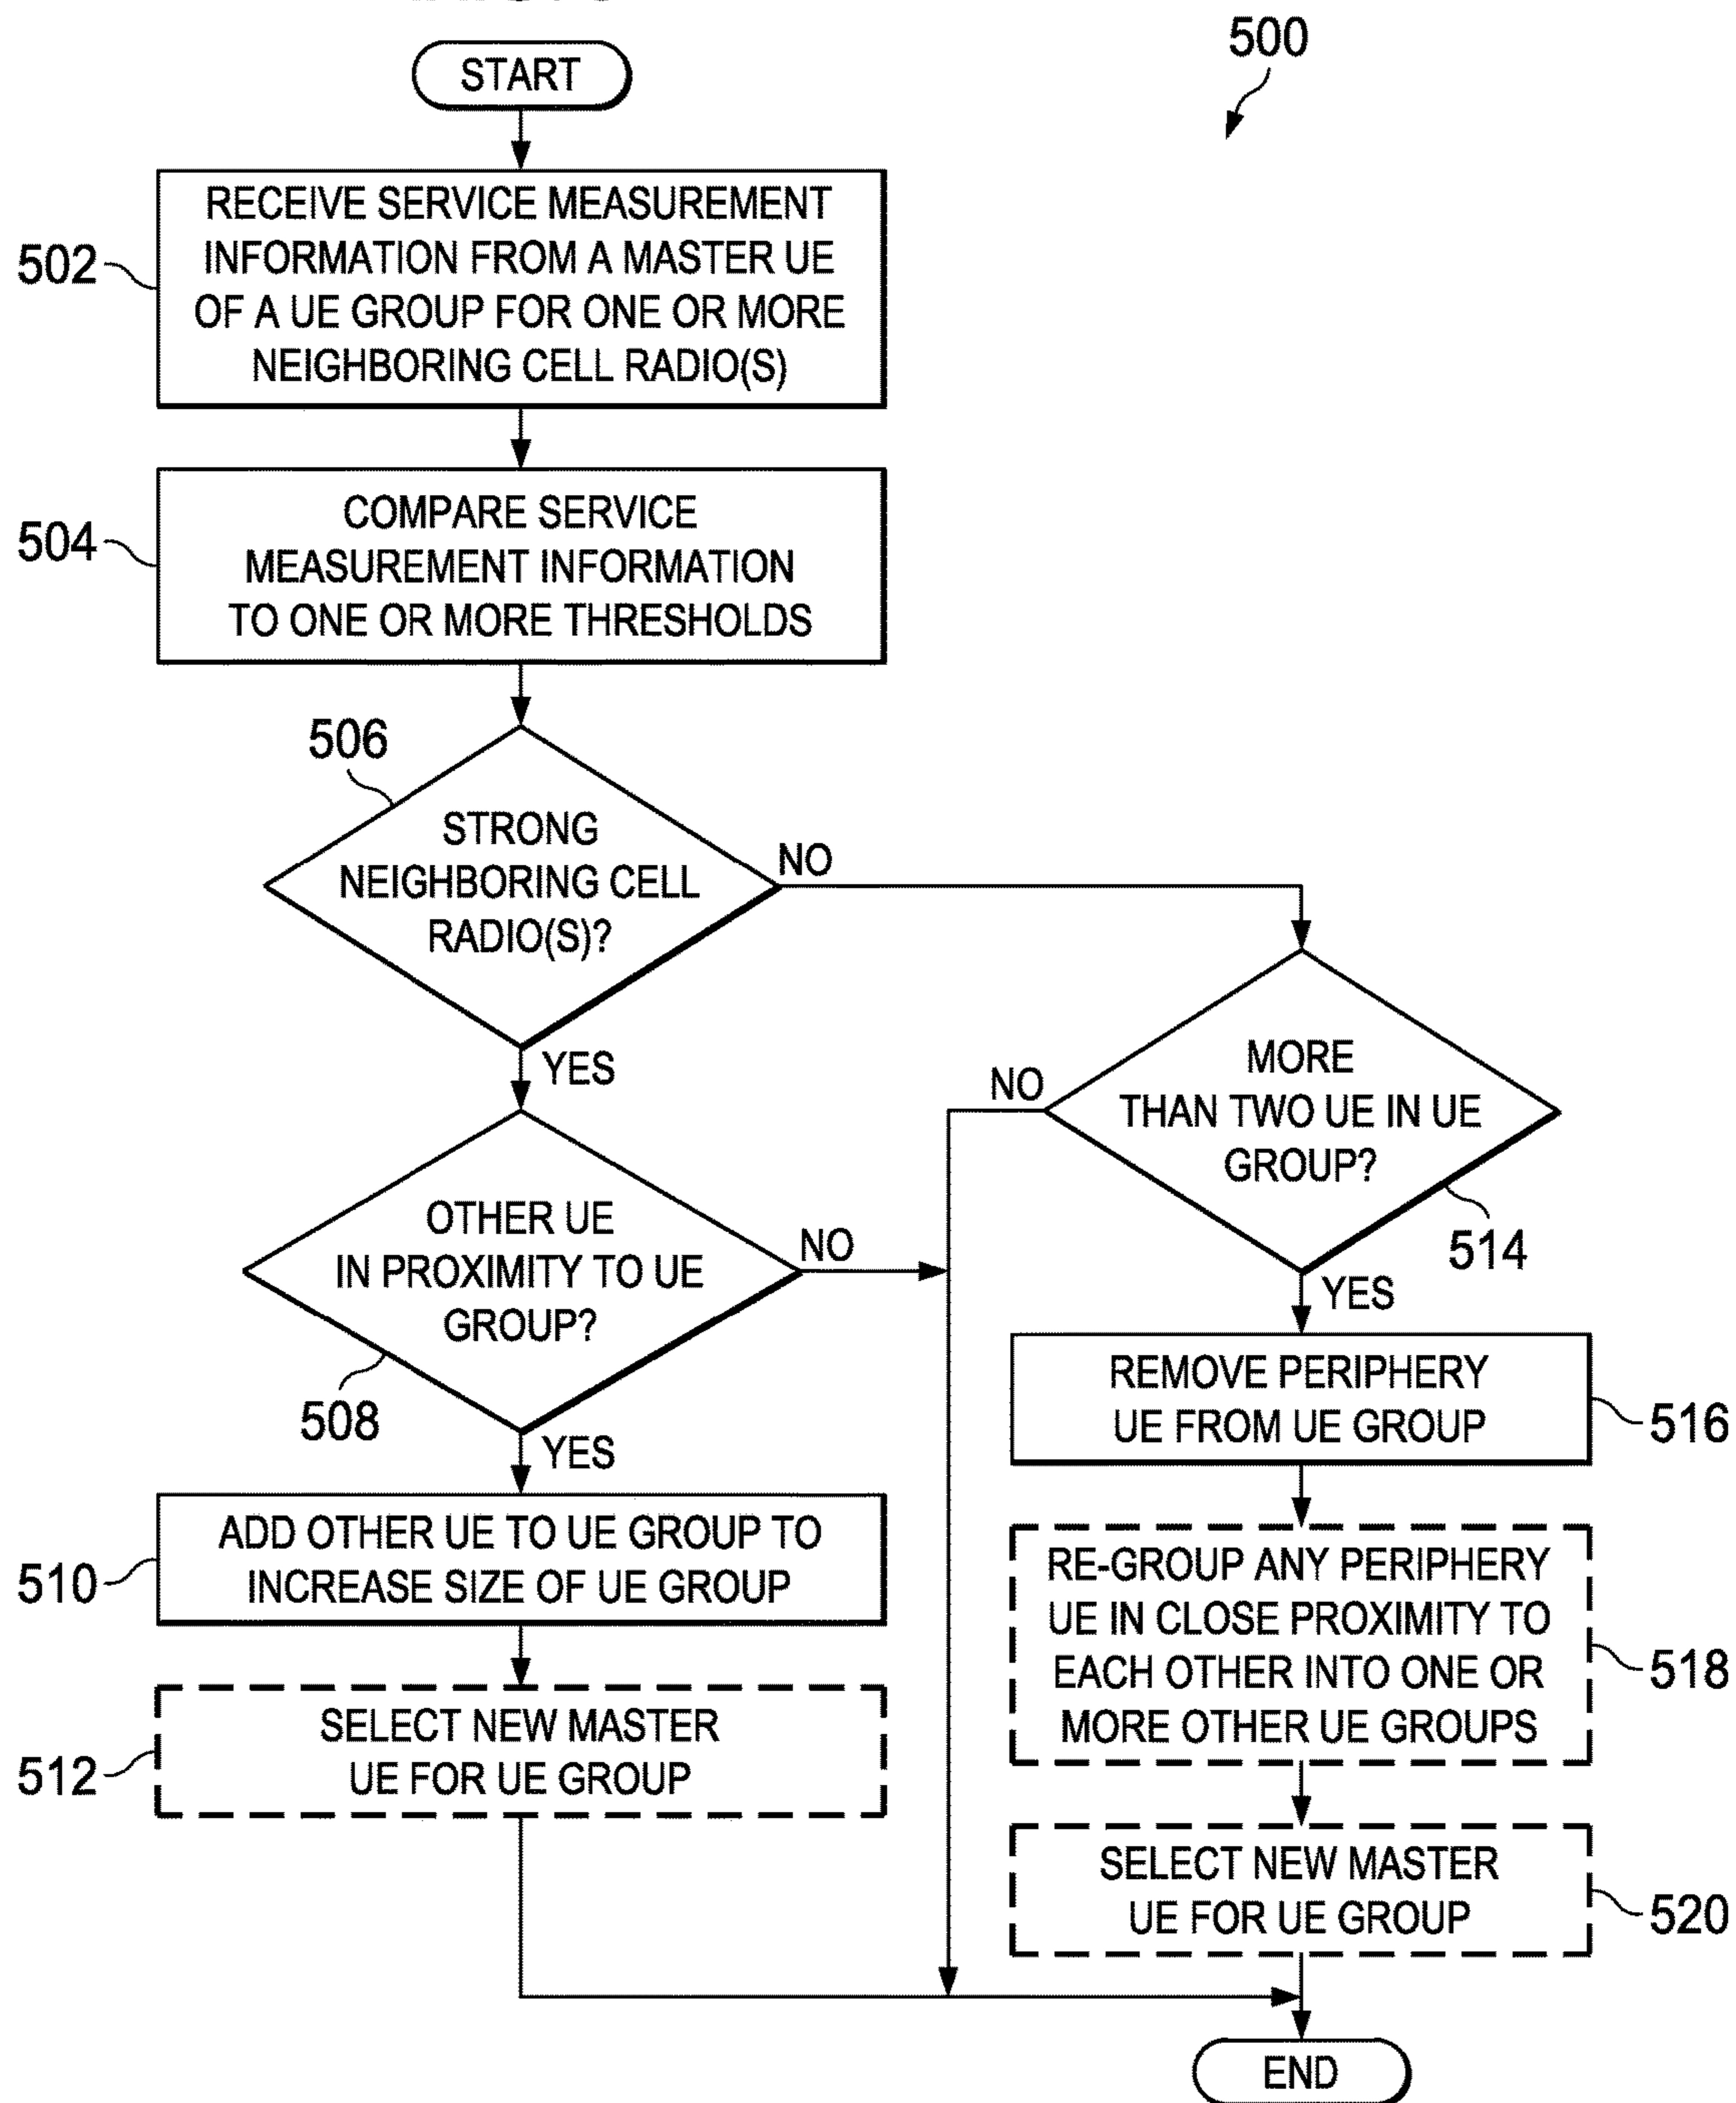 500
START
502
RECEIVE SERVICE MEASUREMENT
INFORMATION FROM A MASTER UE
OF A UE GROUP FOR ONE OR MORE
NEIGHBORING CELL RADIO(S)
504
COMPARE SERVICE
MEASUREMENT INFORMATION
TO ONE OR MORE THRESHOLDS
506
STRONG
NEIGHBORING CELL
RADIO(S)?
NO
YES
508
OTHER UE
IN PROXIMITY TO UE
GROUP?
NO
YES
510
ADD OTHER UE TO UE GROUP TO
INCREASE SIZE OF UE GROUP
512
SELECT NEW MASTER
UE FOR UE GROUP
NO
MORE
THAN TWO UE IN UE
GROUP?
514
YES
REMOVE PERIPHERY
UE FROM UE GROUP
516
RE-GROUP ANY PERIPHERY
UE IN CLOSE PROXIMITY TO
EACH OTHER INTO ONE OR
MORE OTHER UE GROUPS
518
SELECT NEW MASTER
UE FOR UE GROUP
520
END